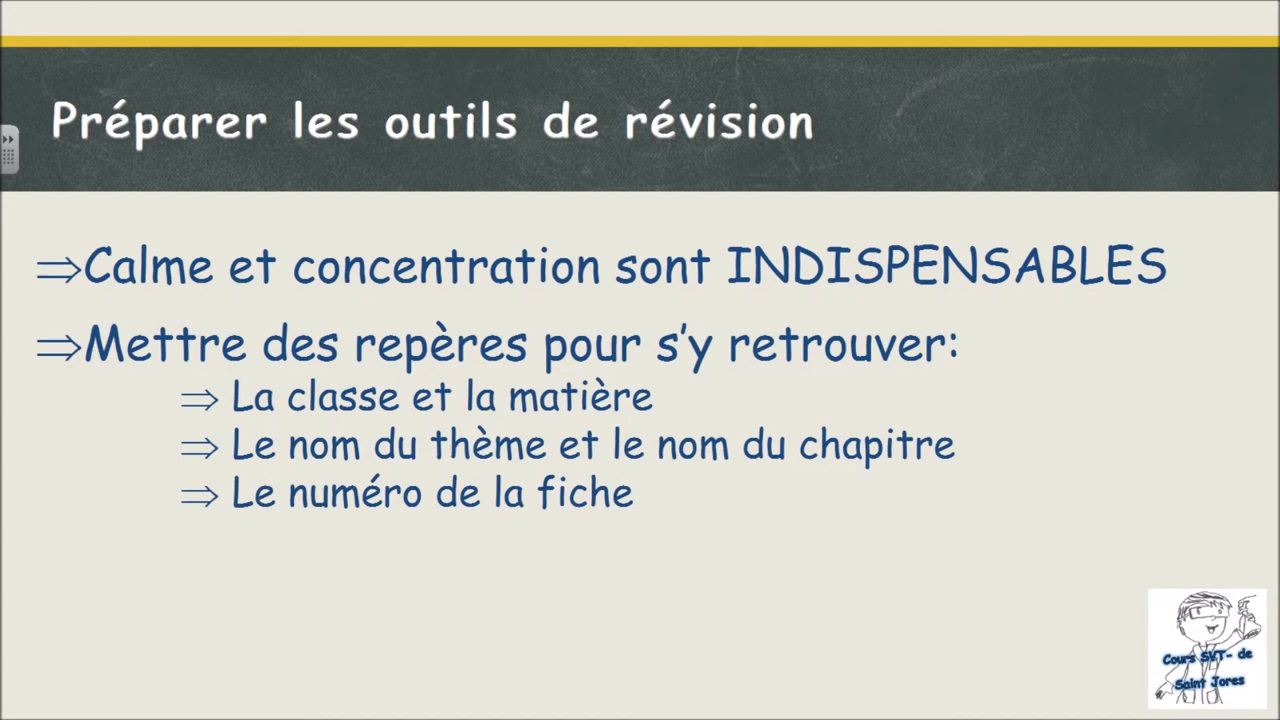 Préparer les outils de révision
⇒Calme et concentration sont INDISPENSABLES
⇒Mettre des repères pour s’y retrouver:
⇒ La classe et la matière
⇒ Le nom du thème et le nom du chapitre
⇒ Le numéro de la fiche
Cours SVT- de
Saint Jores